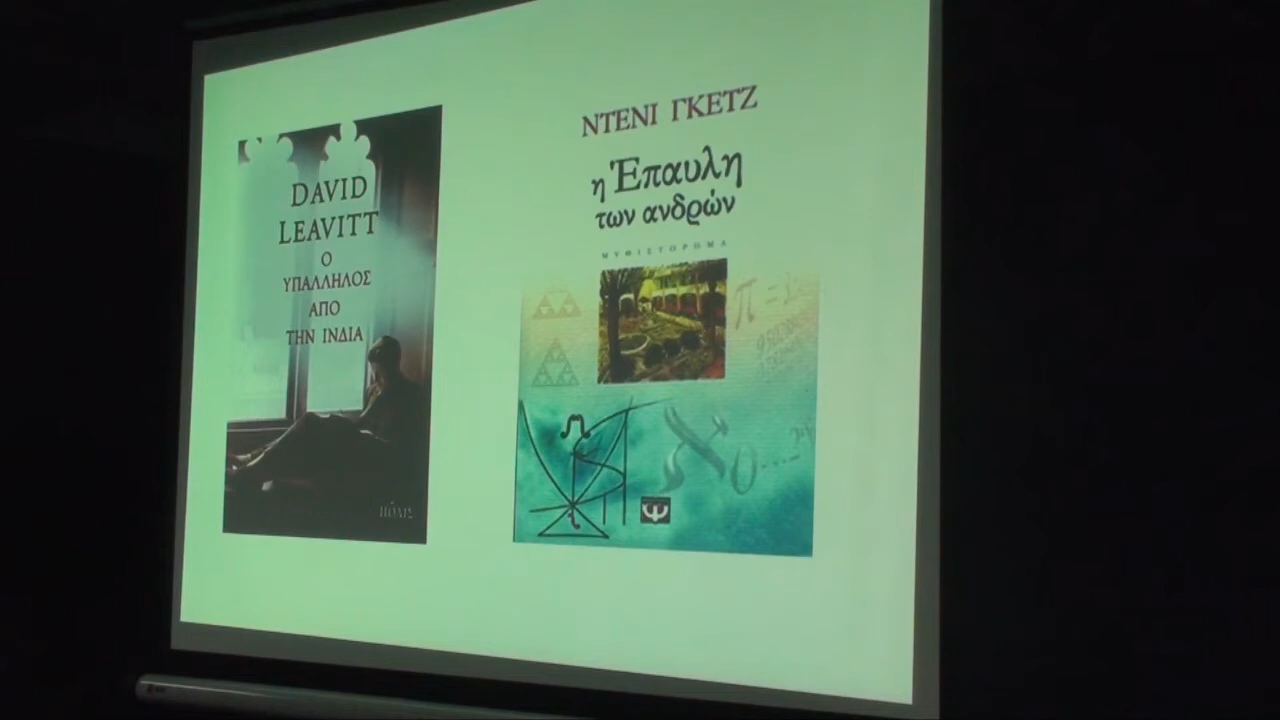 DAVID
LEAVITT
Ο
ΥΠΑΛΛΗΛΟΣ
ΑΠΟ
ΤΗΝ ΙΝΔΙΑ
ΠΟΛΙΣ
ΝΤΕΝΙ ΓΚΕΤΖ
η Έπαυλη
των ανδρών
ΜΥΘΙΣΤΟΡΗΜΑ
π =
Ψ